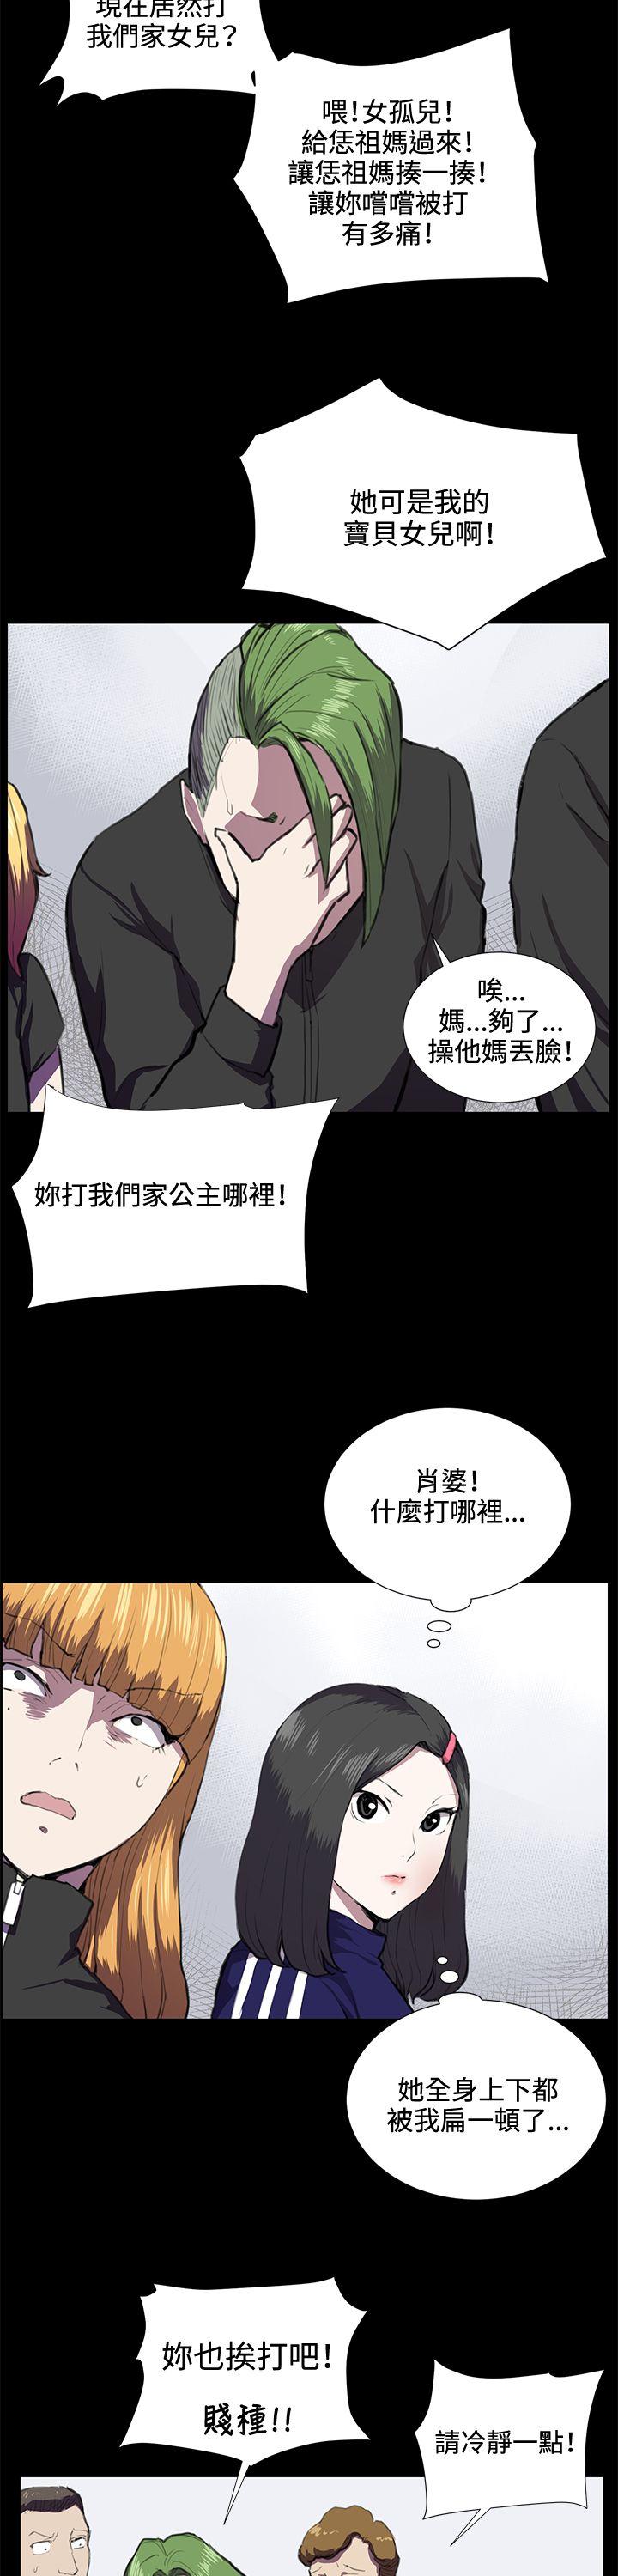 現在居然打
我們家女兒？
喂！女孤兒！
給恁祖媽過來！
讓恁祖媽揍一揍！
讓妳嚐嚐被打
有多痛！
她可是我的
寶貝女兒啊！
唉…
媽…夠了…
操他媽丟臉！
妳打我們家公主哪裡！
肖婆！
什麼打哪裡…
她全身上下都
被我扁一頓了…
妳也挨打吧！
賤種！！
請冷靜一點！